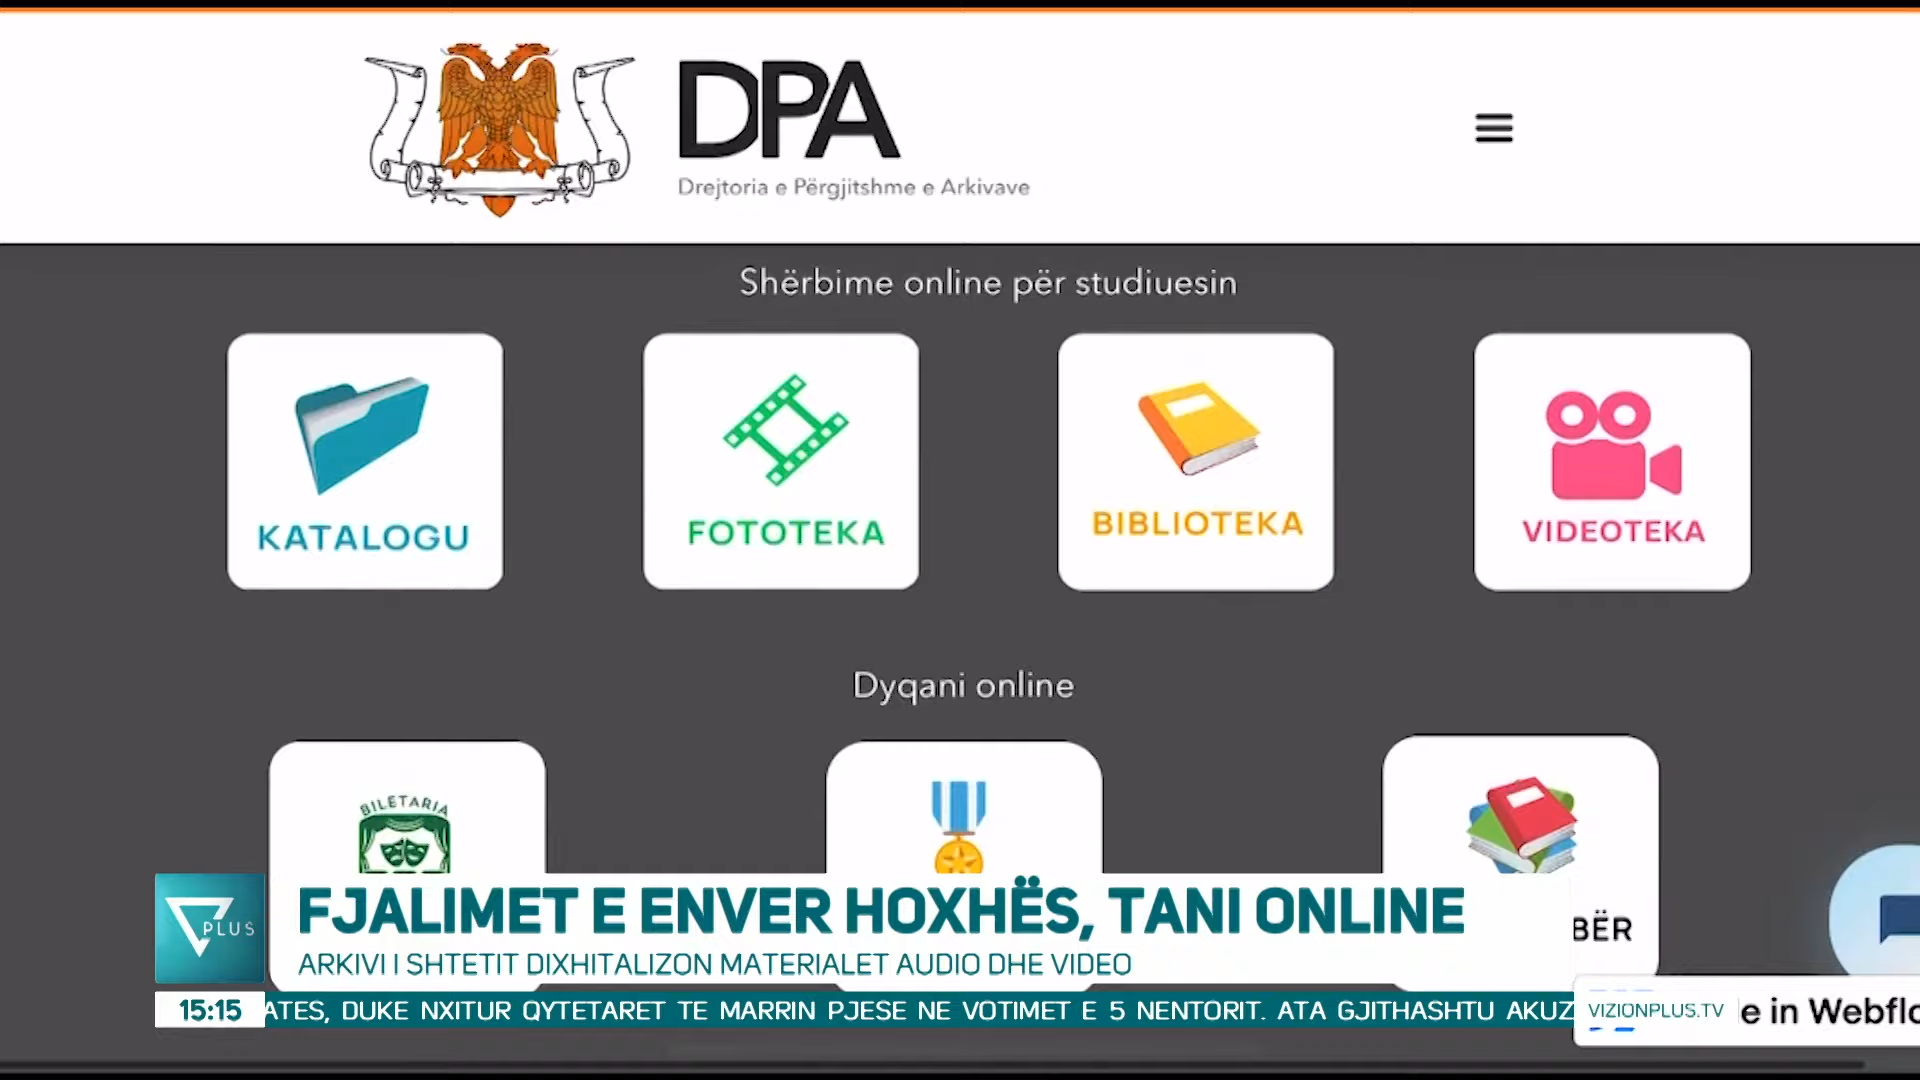 DPA
Drejtoria e Përgjitshme e Arkivave
Shërbime online për studiuesin
KATALOGU
FOTOTEKA
BIBLIOTEKA
VIDEOTEKA
Dyqani online
BILETARIA
BËR
PLUS
FJALIMET E ENVER HOXHËS, TANI ONLINE
ARKIVI I SHTETIT DIXHITALIZON MATERIALET AUDIO DHE VIDEO
15:15
ATES, DUKE NXITUR QYTETARET TE MARRIN PJESE NE VOTIMET E 5 NENTORIT. ATA GJITHASHTU AKUZ
VIZIONPLUS.TV
e in Webflo